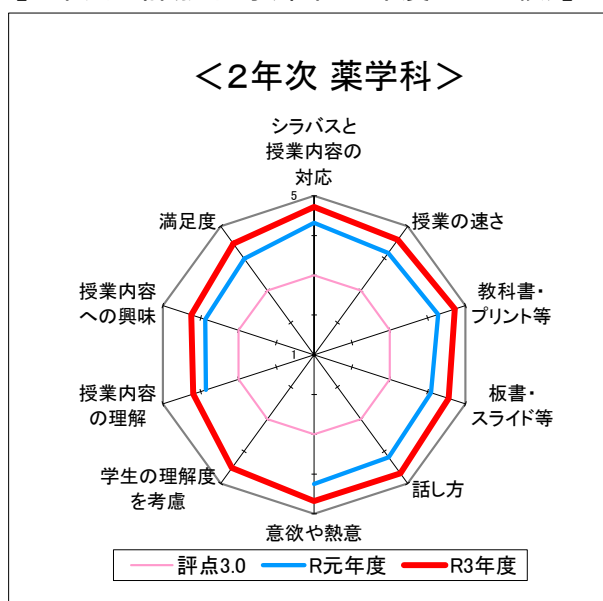 ＜2年次 薬学科＞
シラバスと
授業内容の
対応
5
満足度
授業の速さ
授業内容
への興味
教科書・
プリント等
1
授業内容
の理解
板書・
スライド等
学生の理解度
を考慮
話し方
意欲や熱意
評点3.0
R元年度
R3年度